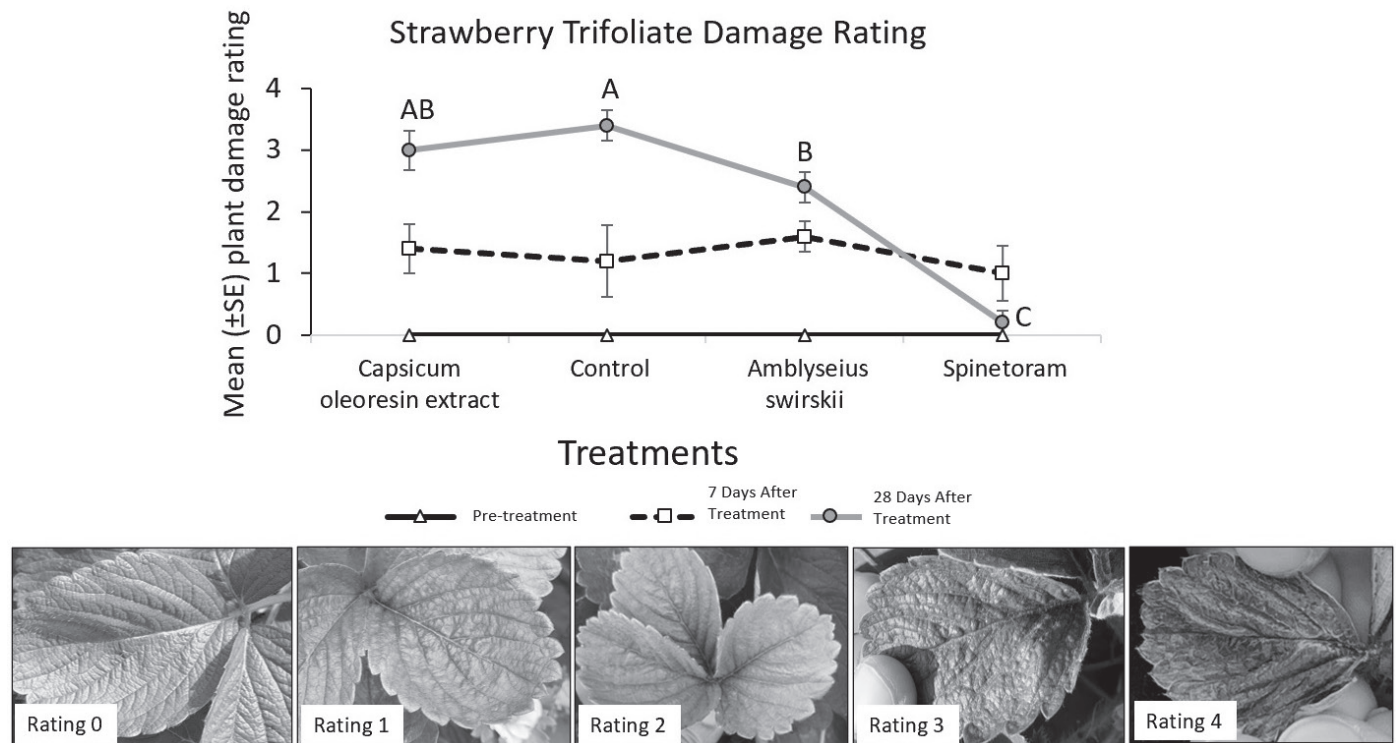 Strawberry Trifoliate Damage Rating
Mean (±SE) plant damage rating
4
3
2
1
0
AB
A
B
C
Capsicum
oleoresin extract
Control
Amblyseius
swirskii
Spinetoram
Treatments
Pre-treatment
7 Days After
Treatment
28 Days After
Treatment
Rating 0
Rating 1
Rating 2
Rating 3
Rating 4